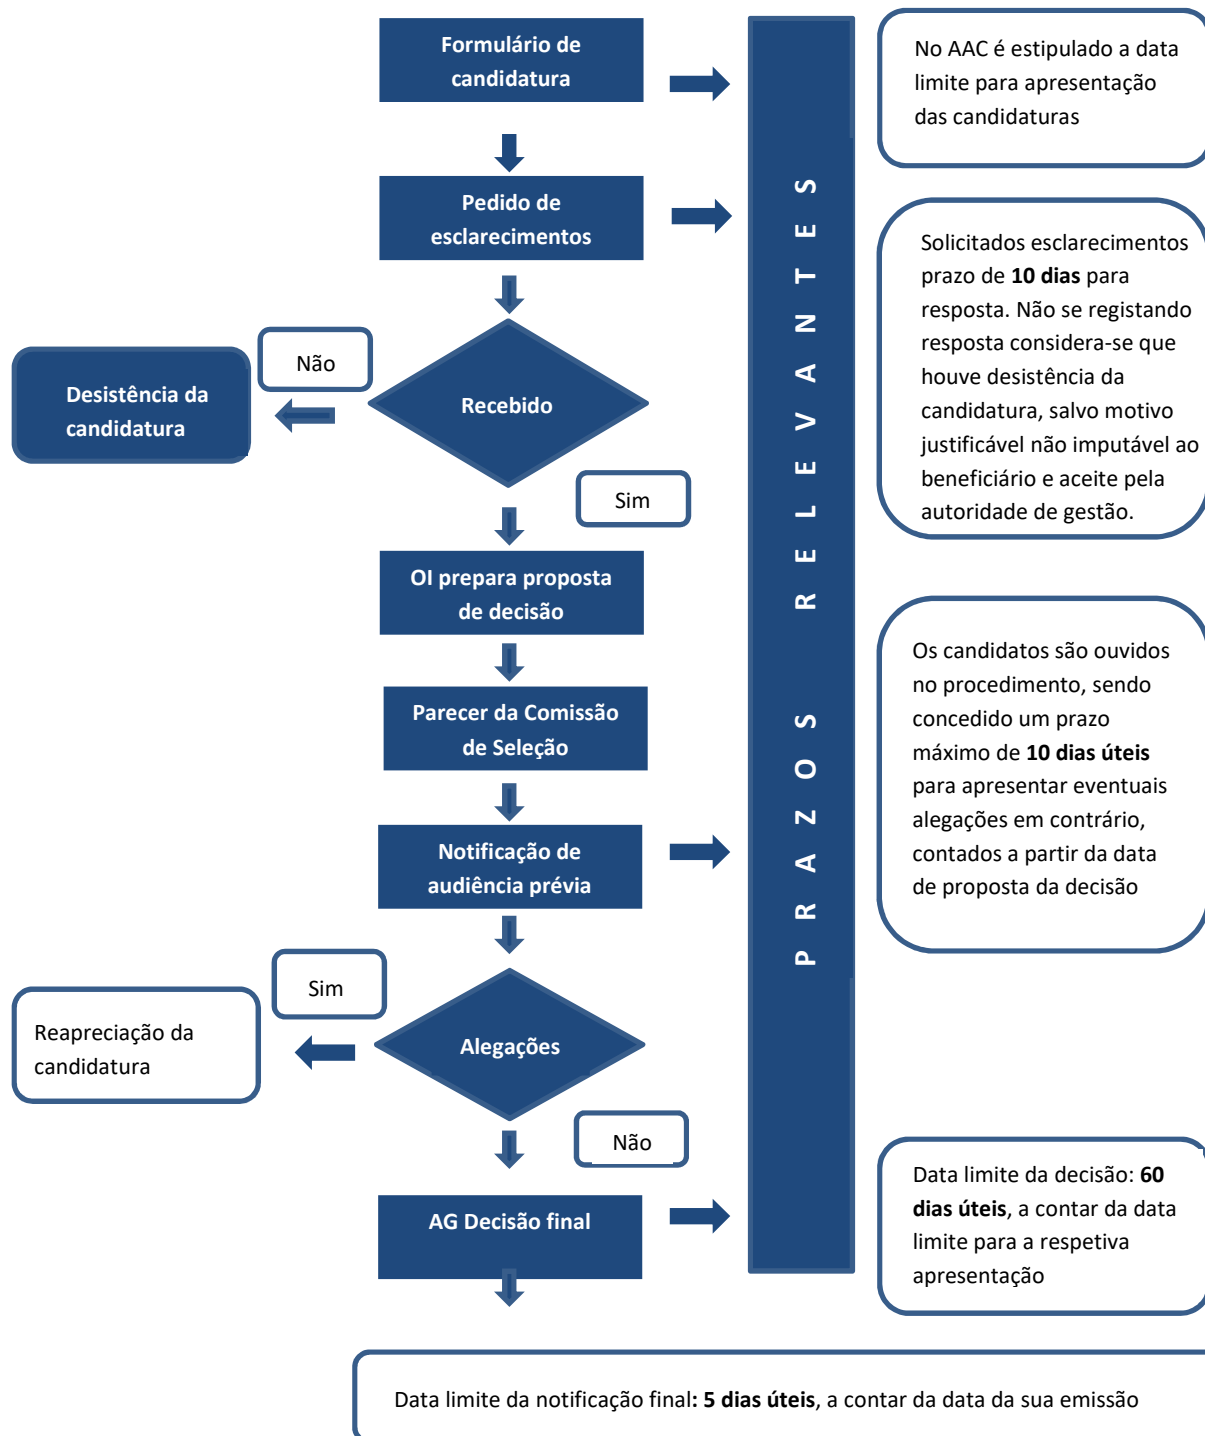 Formulário de
candidatura
No AAC é estipulado a data
limite para apresentação
das candidaturas
Pedido de
esclarecimentos
Solicitados esclarecimentos
prazo de 10 dias para
resposta. Não se registando
resposta considera-se que
houve desistência da
candidatura, salvo motivo
justificável não imputável ao
beneficiário e aceite pela
autoridade de gestão.
Não
Desistência da
candidatura
Recebido
Sim
OI prepara proposta
de decisão
Parecer da Comissão
de Seleção
Notificação de
audiência prévia
Os candidatos são ouvidos
no procedimento, sendo
concedido um prazo
máximo de 10 dias úteis
para apresentar eventuais
alegações em contrário,
contados a partir da data
de proposta da decisão
Sim
Reapreciação da
candidatura
Alegações
Não
AG Decisão final
Data limite da decisão: 60
dias úteis, a contar da data
limite para a respetiva
apresentação
PRAZOS RELEVANTES
Data limite da notificação final: 5 dias úteis, a contar da data da sua emissão